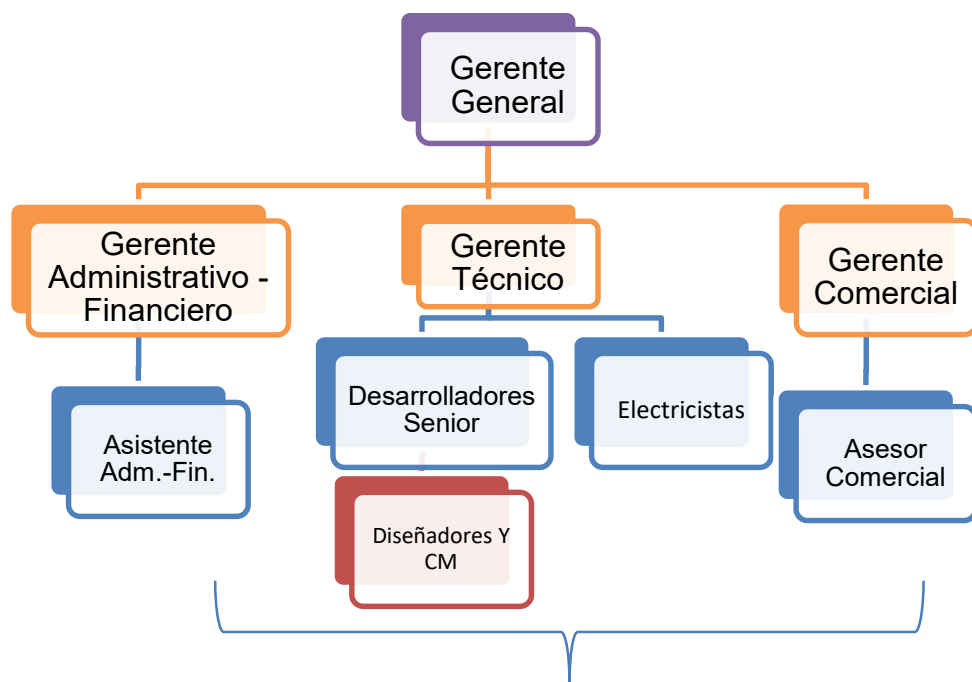 Gerente
General
Gerente
Administrativo -
Financiero
Gerente
Técnico
Gerente
Comercial
Asistente
Adm.-Fin.
Desarrolladores
Senior
Electricistas
Asesor
Comercial
Diseñadores Y
CM